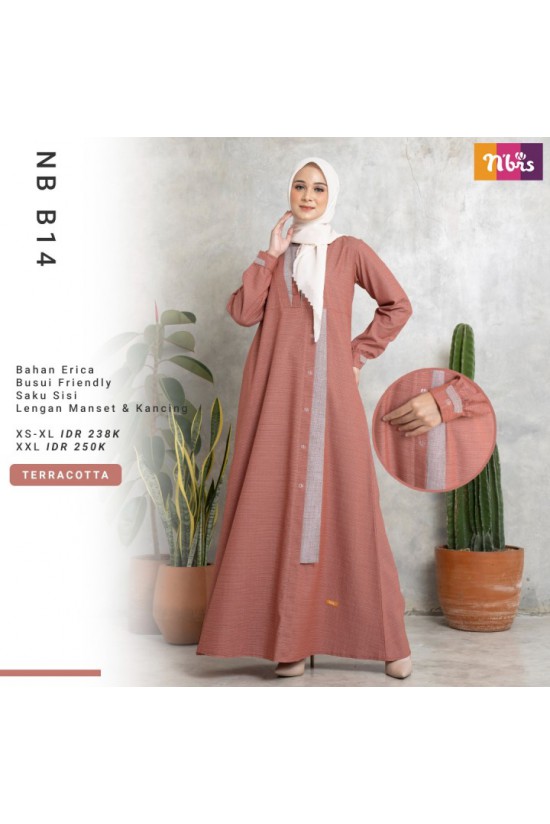 NB B14
N'brs
Bahan Erica
Busui Friendly
Saku Sisi
Lengan Manset & Kancing
XS-XL IDR 238K
XXL IDR 250K
TERRACOTTA